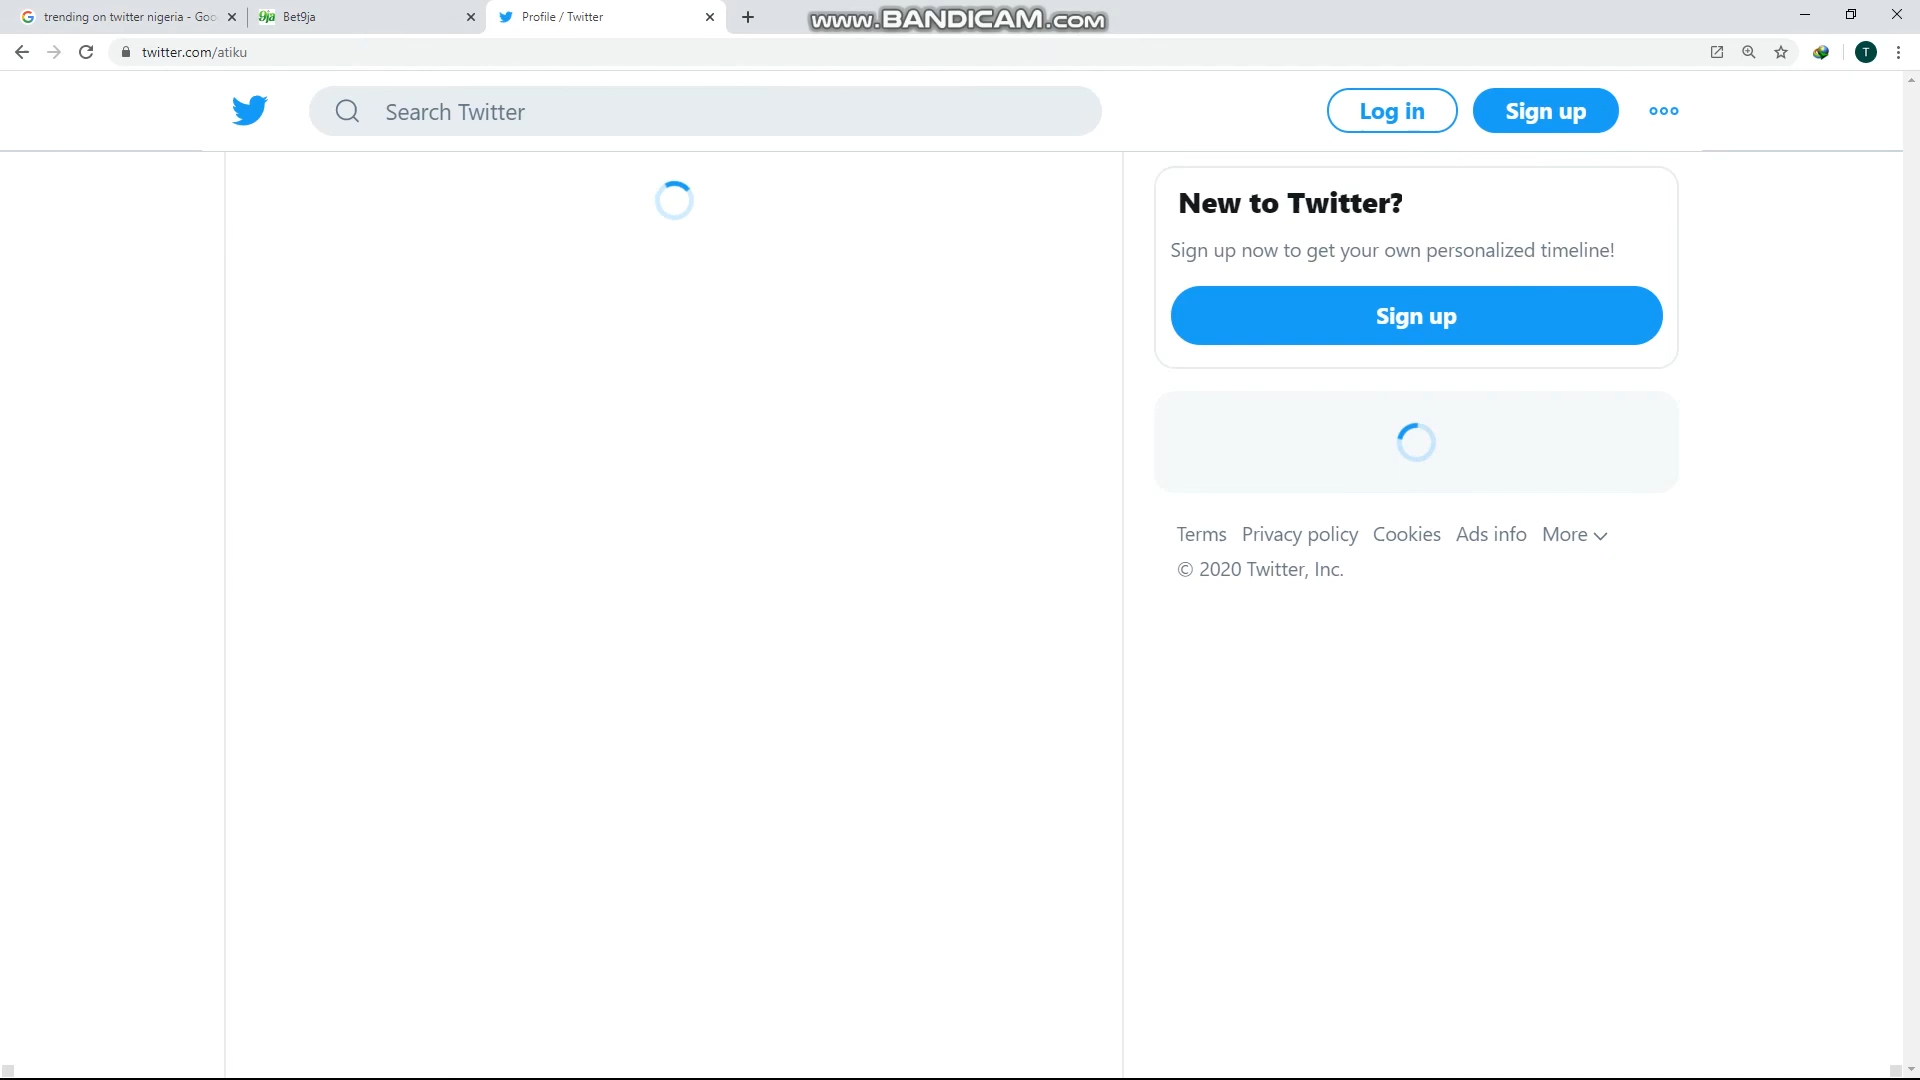 trending on twitter nigeria - Goo
Bet9ja
Profile / Twitter
www.BANDICAM.com
twitter.com/atiku
T
Search Twitter
Log in
Sign up
New to Twitter?
Sign up now to get your own personalized timeline!
Sign up
Terms Privacy policy Cookies Ads info More
© 2020 Twitter, Inc.